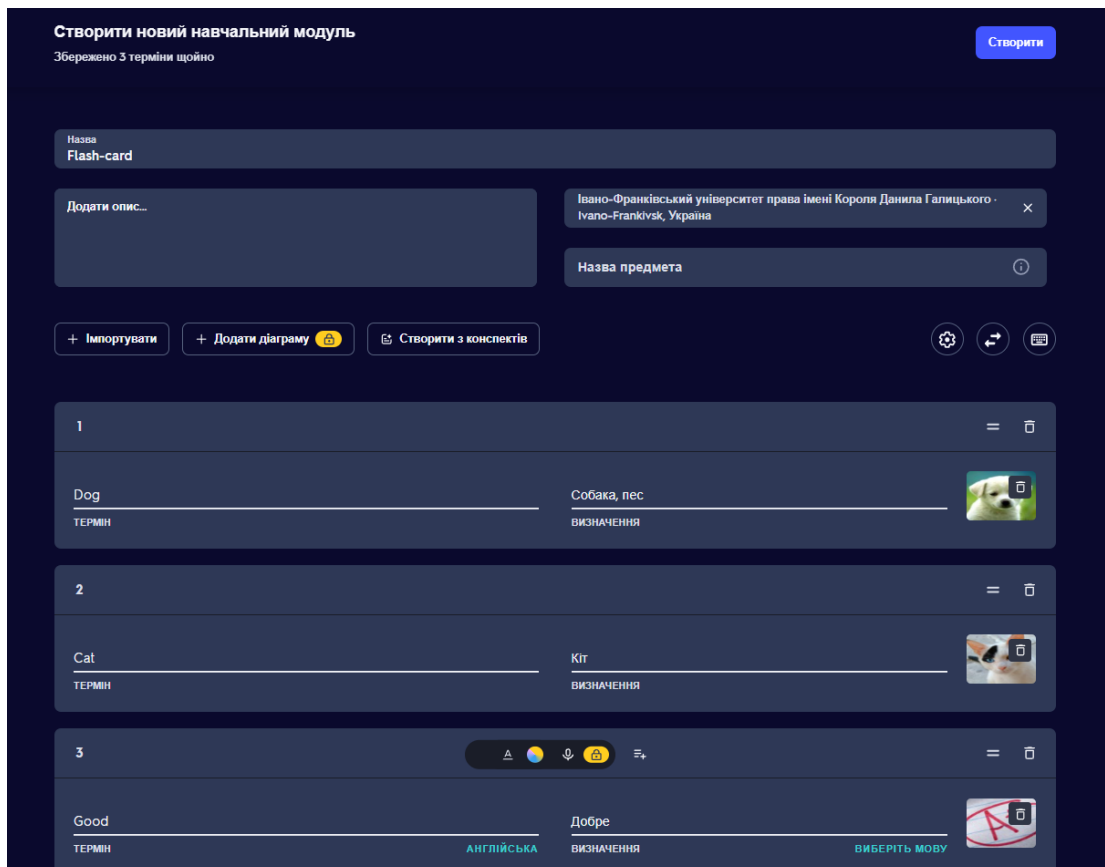 Створити новий навчальний модуль
Збережено 3 терміни щойно
Створити
Назва
Flash-card
Додати опис...
Івано-Франківський університет права імені Короля Данила Галицького ·
Ivano-Frankivsk, Україна
Назва предмета
+ Імпортувати
+ Додати діаграму
Створити з конспектів
1
Dog
Собака, пес
ТЕРМІН
ВИЗНАЧЕННЯ
2
Cat
Кіт
ТЕРМІН
ВИЗНАЧЕННЯ
3
A
Good
Добре
A+
ТЕРМІН
АНГЛІЙСЬКА
ВИЗНАЧЕННЯ
ВИБЕРІТЬ МОВУ